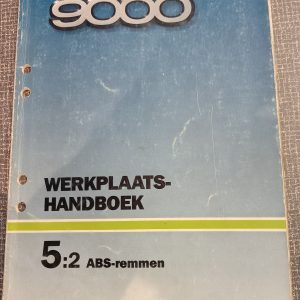 9000
WERKPLAATS-
HANDBOEK
5:2 ABS-remmen